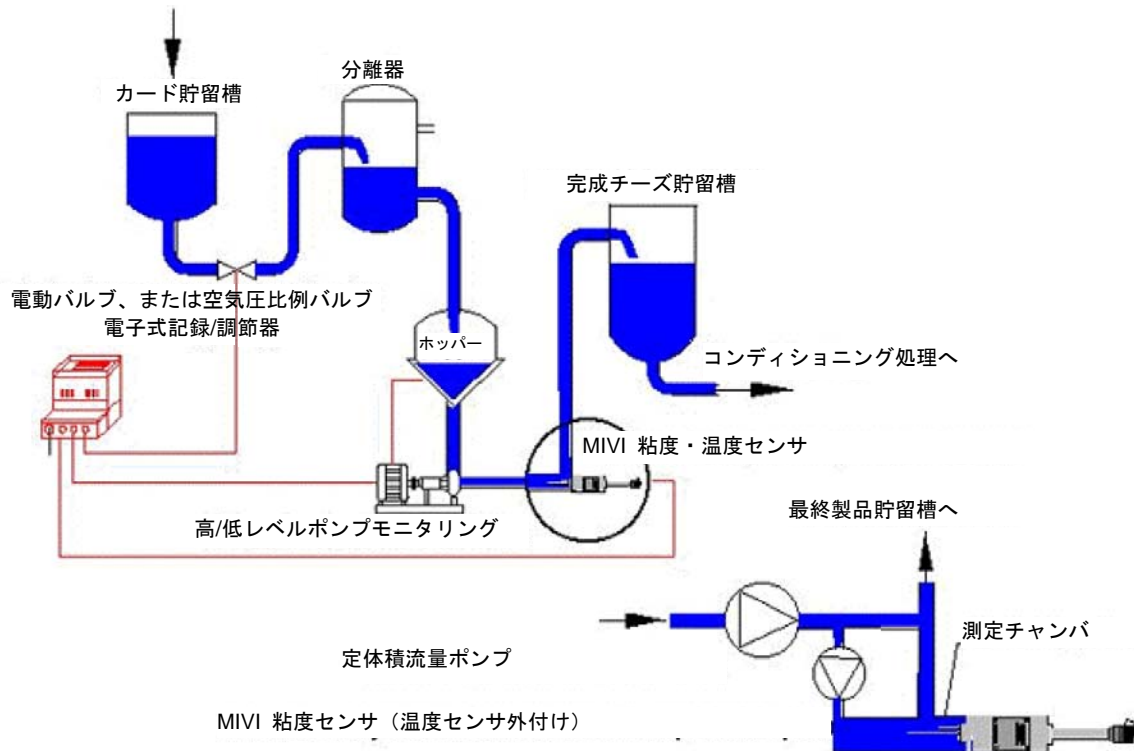 分離器
カード貯留槽
完成チーズ貯留槽
電動バルブ、または空気圧比例バルブ
電子式記録/調節器
ホッパー
コンディショニング処理へ
MIVI 粘度・温度センサ
高/低レベルポンプモニタリング
最終製品貯留槽へ
測定チャンバ
定体積流量ポンプ
MIVI 粘度センサ（温度センサ外付け）